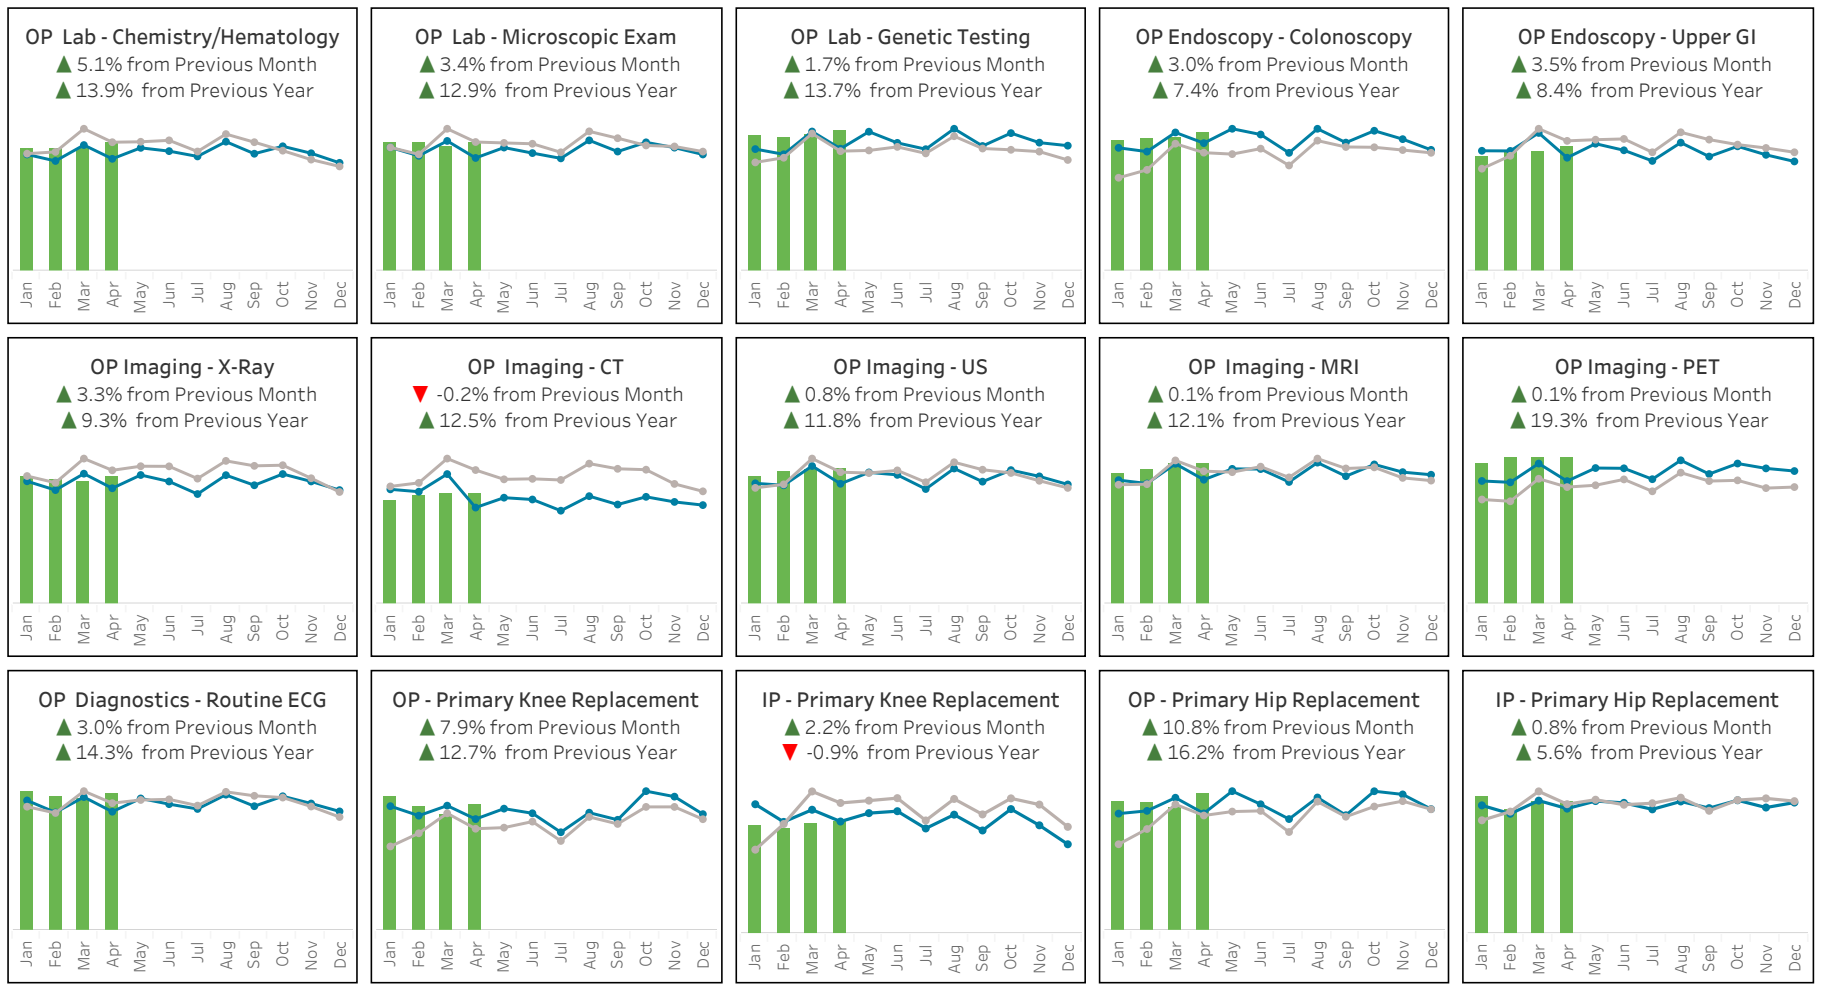 OP Lab - Chemistry/Hematology
5.1% from Previous Month
13.9% from Previous Year
Jan Feb Mar Apr May Jun Jul Aug Sep Oct Nov Dec
OP Lab - Microscopic Exam
3.4% from Previous Month
12.9% from Previous Year
Jan Feb Mar Apr May Jun Jul Aug Sep Oct Nov Dec
OP Lab - Genetic Testing
1.7% from Previous Month
13.7% from Previous Year
Jan Feb Mar Apr May Jun Jul Aug Sep Oct Nov Dec
OP Endoscopy - Colonoscopy
3.0% from Previous Month
7.4% from Previous Year
Jan Feb Mar Apr May Jun Jul Aug Sep Oct Nov Dec
OP Endoscopy - Upper GI
3.5% from Previous Month
8.4% from Previous Year
Jan Feb Mar Apr May Jun Jul Aug Sep Oct Nov Dec
OP Imaging - X-Ray
3.3% from Previous Month
9.3% from Previous Year
Jan Feb Mar Apr May Jun Jul Aug Sep Oct Nov Dec
OP Imaging - CT
-0.2% from Previous Month
12.5% from Previous Year
Jan Feb Mar Apr May Jun Jul Aug Sep Oct Nov Dec
OP Imaging - US
0.8% from Previous Month
11.8% from Previous Year
Jan Feb Mar Apr May Jun Jul Aug Sep Oct Nov Dec
OP Imaging - MRI
0.1% from Previous Month
12.1% from Previous Year
Jan Feb Mar Apr May Jun Jul Aug Sep Oct Nov Dec
OP Imaging - PET
0.1% from Previous Month
19.3% from Previous Year
Jan Feb Mar Apr May Jun Jul Aug Sep Oct Nov Dec
OP Diagnostics - Routine ECG
3.0% from Previous Month
14.3% from Previous Year
Jan Feb Mar Apr May Jun Jul Aug Sep Oct Nov Dec
OP - Primary Knee Replacement
7.9% from Previous Month
12.7% from Previous Year
Jan Feb Mar Apr May Jun Jul Aug Sep Oct Nov Dec
IP - Primary Knee Replacement
2.2% from Previous Month
-0.9% from Previous Year
Jan Feb Mar Apr May Jun Jul Aug Sep Oct Nov Dec
OP - Primary Hip Replacement
10.8% from Previous Month
16.2% from Previous Year
Jan Feb Mar Apr May Jun Jul Aug Sep Oct Nov Dec
IP - Primary Hip Replacement
0.8% from Previous Month
5.6% from Previous Year
Jan Feb Mar Apr May Jun Jul Aug Sep Oct Nov Dec